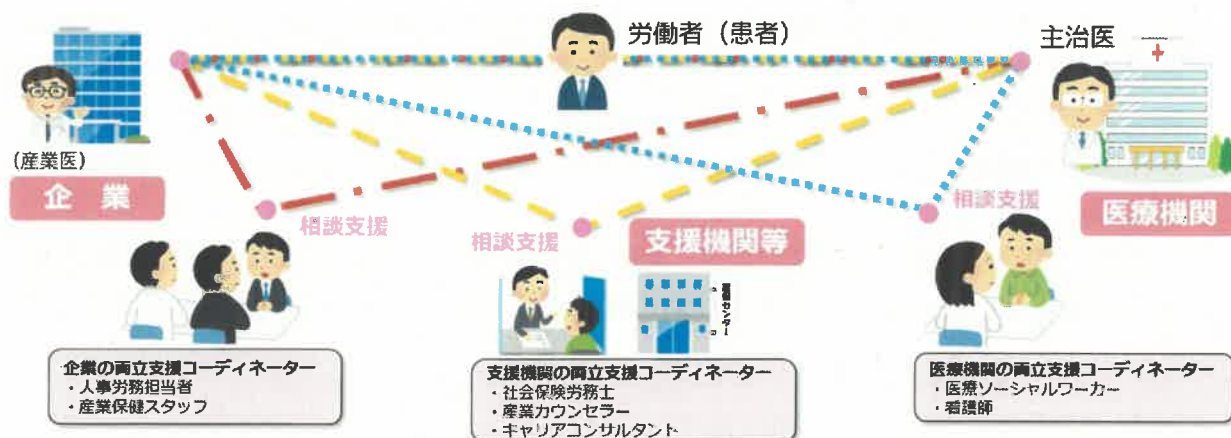 労働者（患者）
主治医
(産業医)
企業
相談支援
相談支援
支援機関等
相談支援
医療機関
企業の両立支援コーディネーター
・人事労務担当者
・産業保健スタッフ
支援機関の両立支援コーディネーター
・社会保険労務士
・産業カウンセラー
・キャリアコンサルタント
医療機関の両立支援コーディネーター
・医療ソーシャルワーカー
・看護師